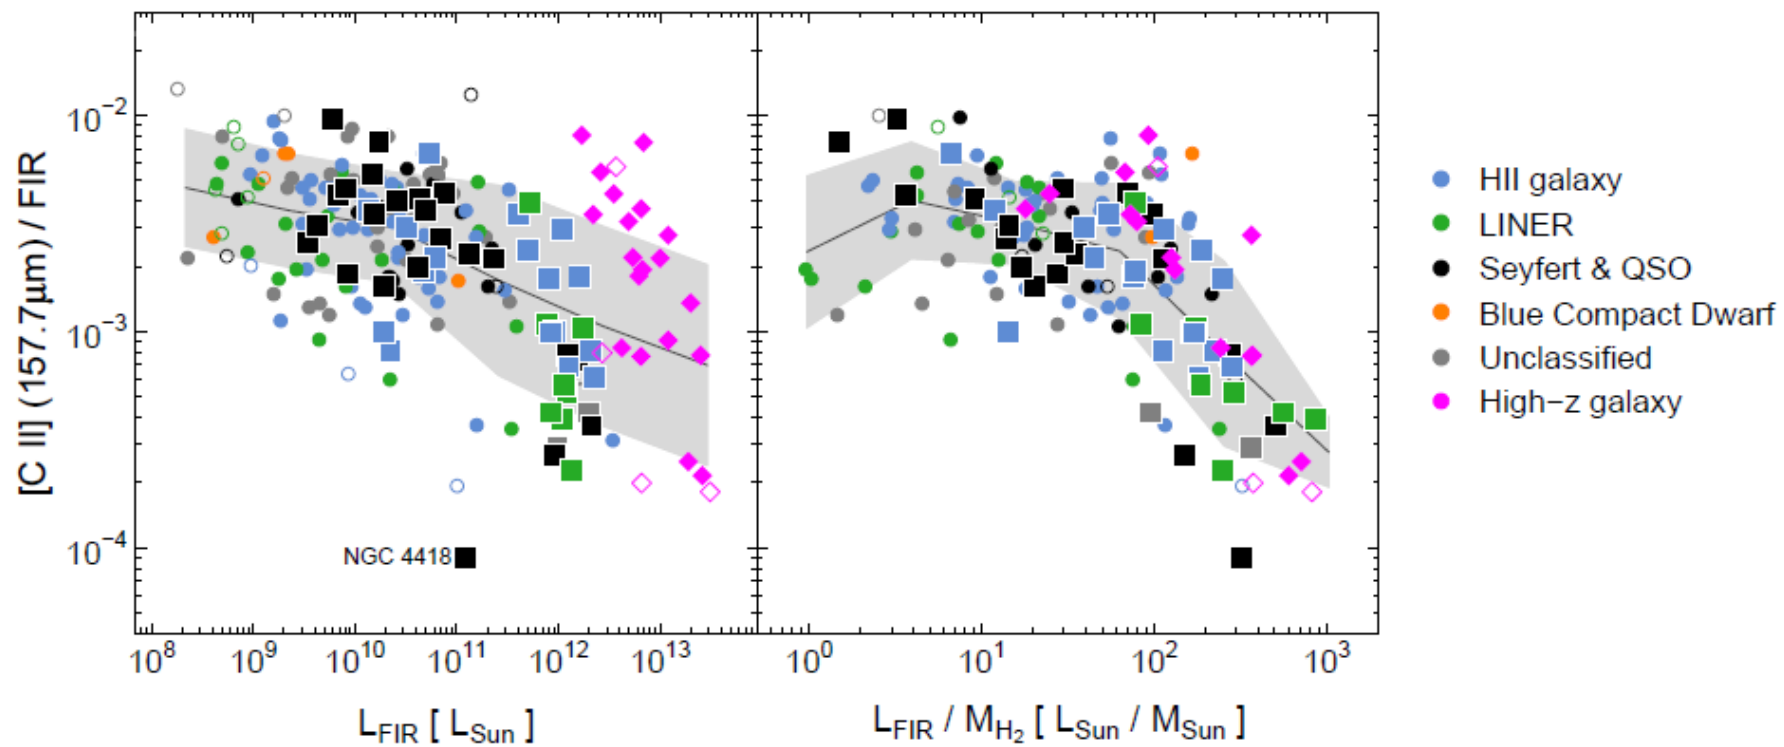 [C II] (157.7μm) / FIR
10⁻²
10⁻³
10⁻⁴
NGC 4418
10⁸ 10⁹ 10¹⁰ 10¹¹ 10¹² 10¹³
L_FIR [ L_Sun ]
10⁰ 10¹ 10² 10³
L_FIR / M_H₂ [ L_Sun / M_Sun ]
HII galaxy
LINER
Seyfert & QSO
Blue Compact Dwarf
Unclassified
High−z galaxy